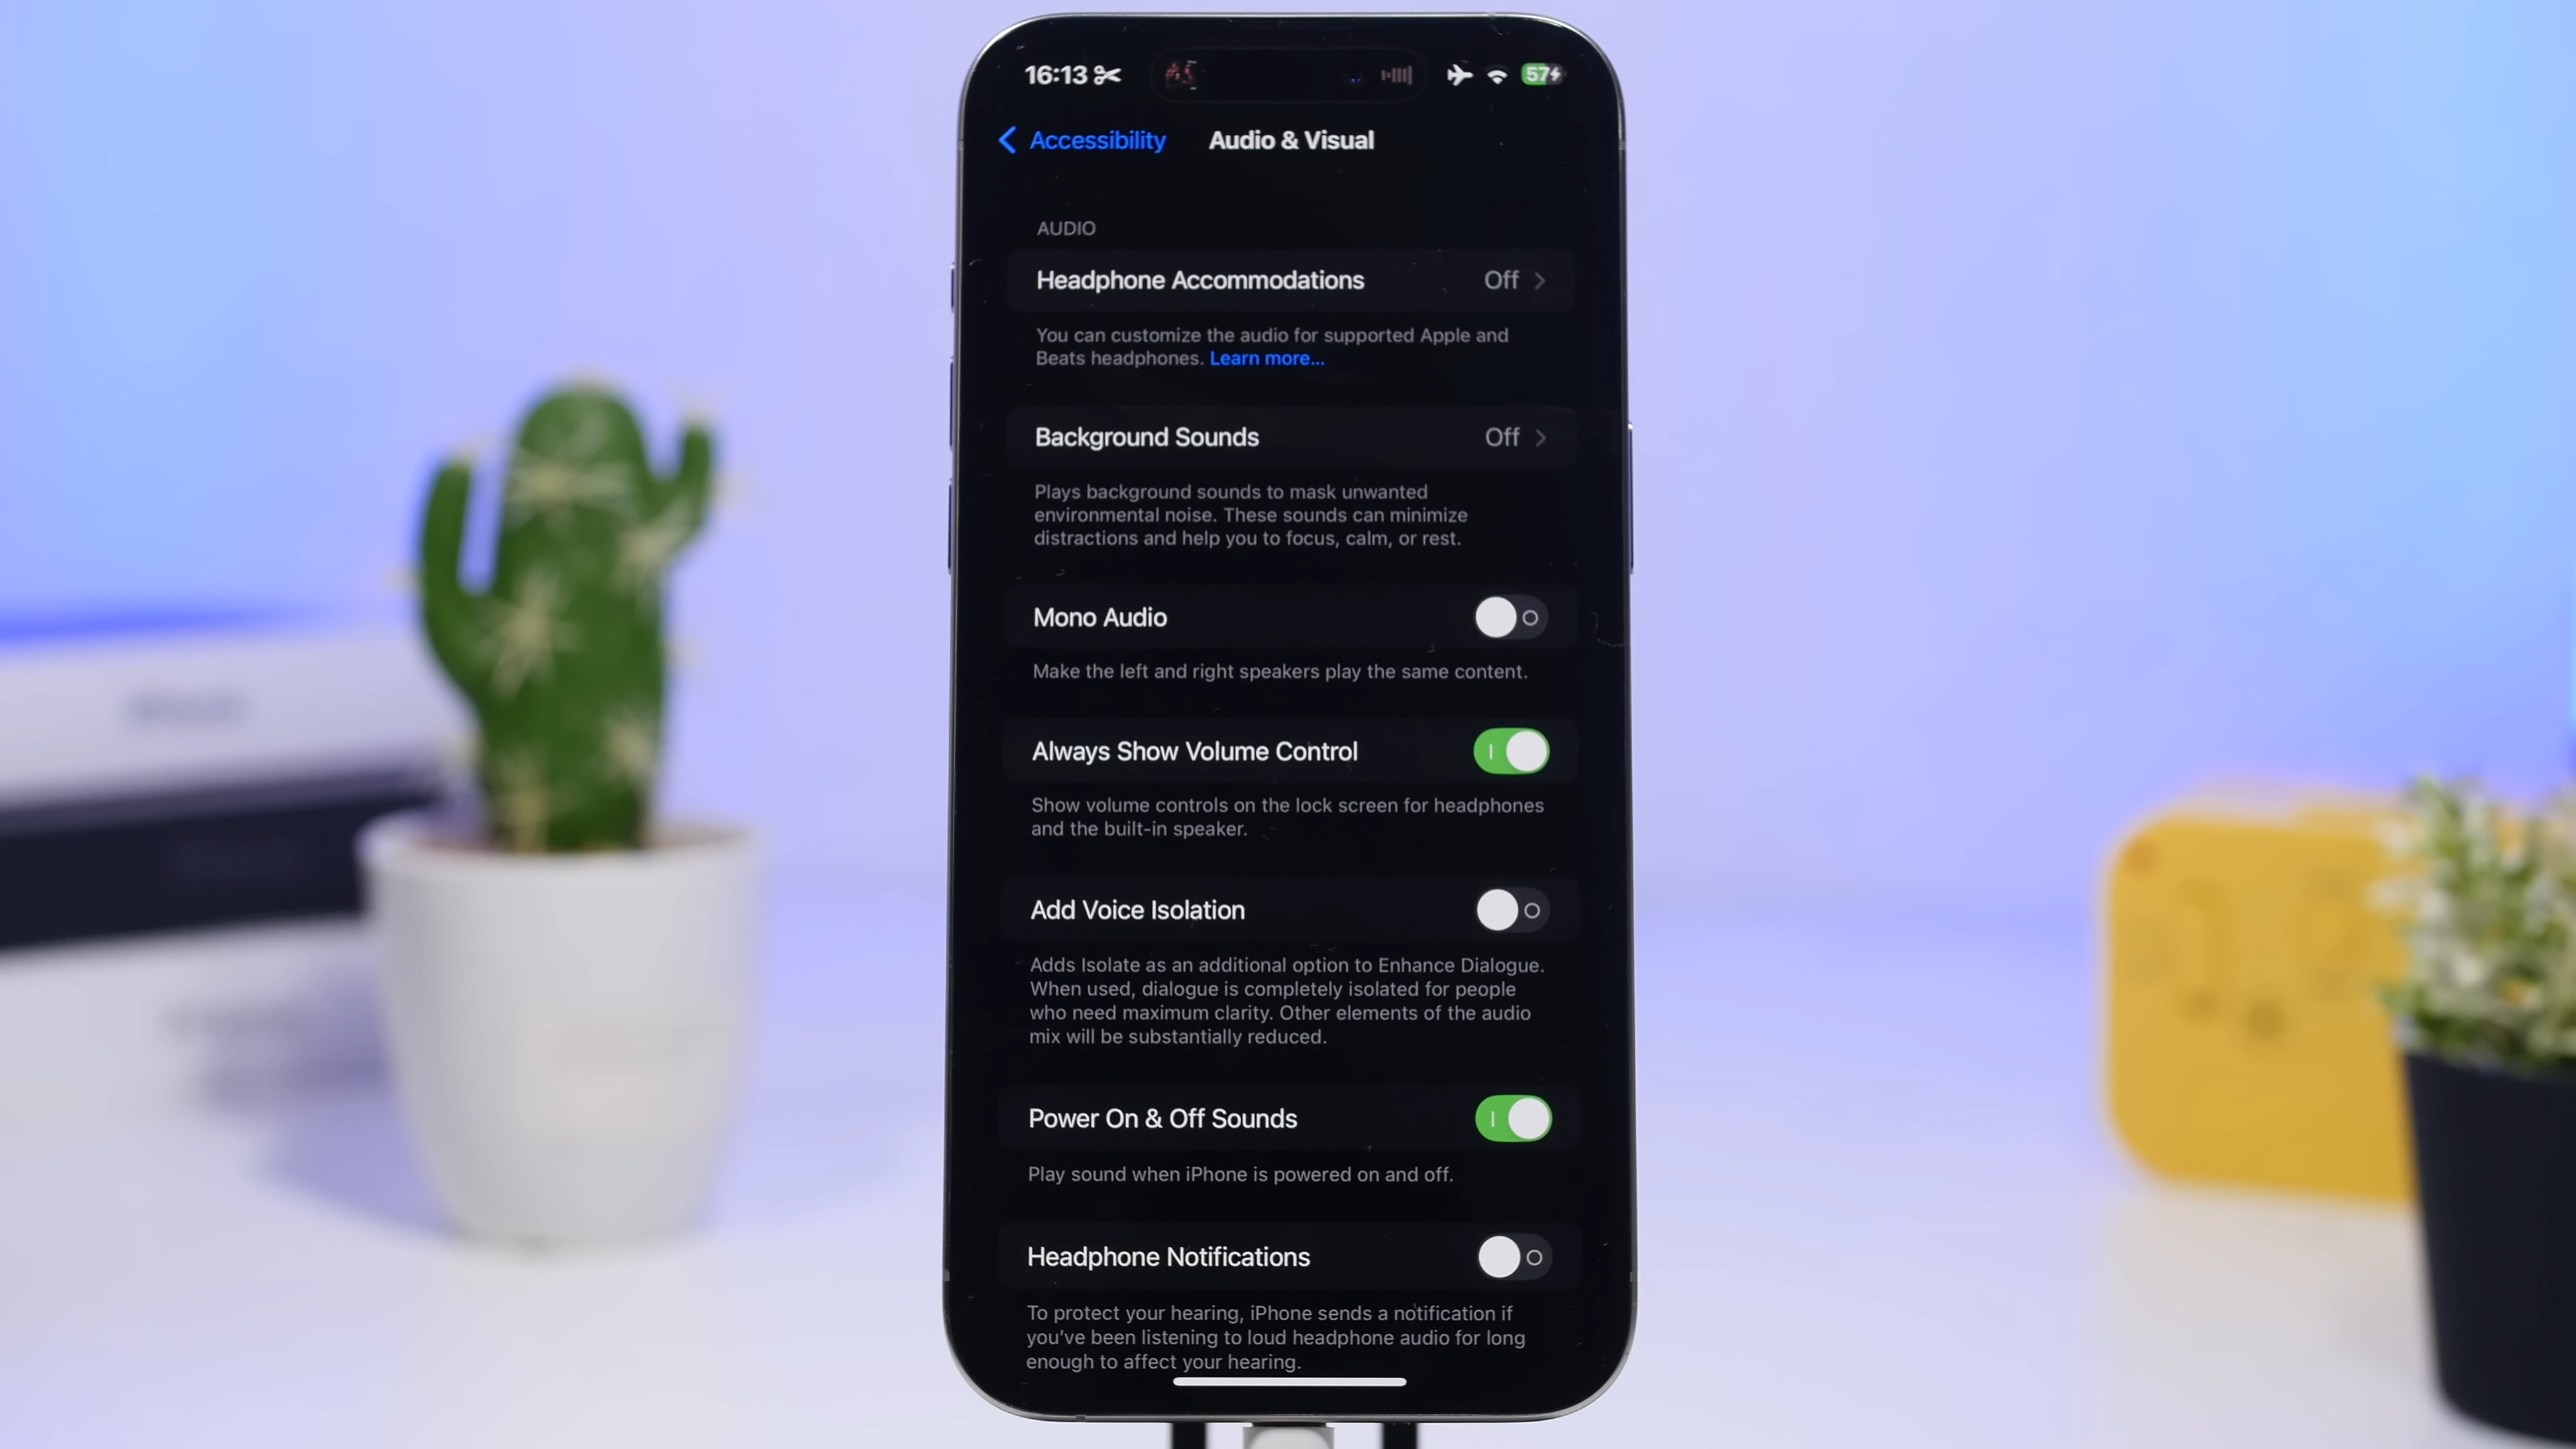 16:13
57
Accessibility
Audio & Visual
AUDIO
Headphone Accommodations
Off
You can customize the audio for supported Apple and
Beats headphones. Learn more...
Background Sounds
Off
Plays background sounds to mask unwanted
environmental noise. These sounds can minimize
distractions and help you to focus, calm, or rest.
Mono Audio
Make the left and right speakers play the same content.
Always Show Volume Control
Show volume controls on the lock screen for headphones
and the built-in speaker.
Add Voice Isolation
Adds Isolate as an additional option to Enhance Dialogue.
When used, dialogue is completely isolated for people
who need maximum clarity. Other elements of the audio
mix will be substantially reduced.
Power On & Off Sounds
Play sound when iPhone is powered on and off.
Headphone Notifications
To protect your hearing, iPhone sends a notification if
you’ve been listening to loud headphone audio for long
enough to affect your hearing.